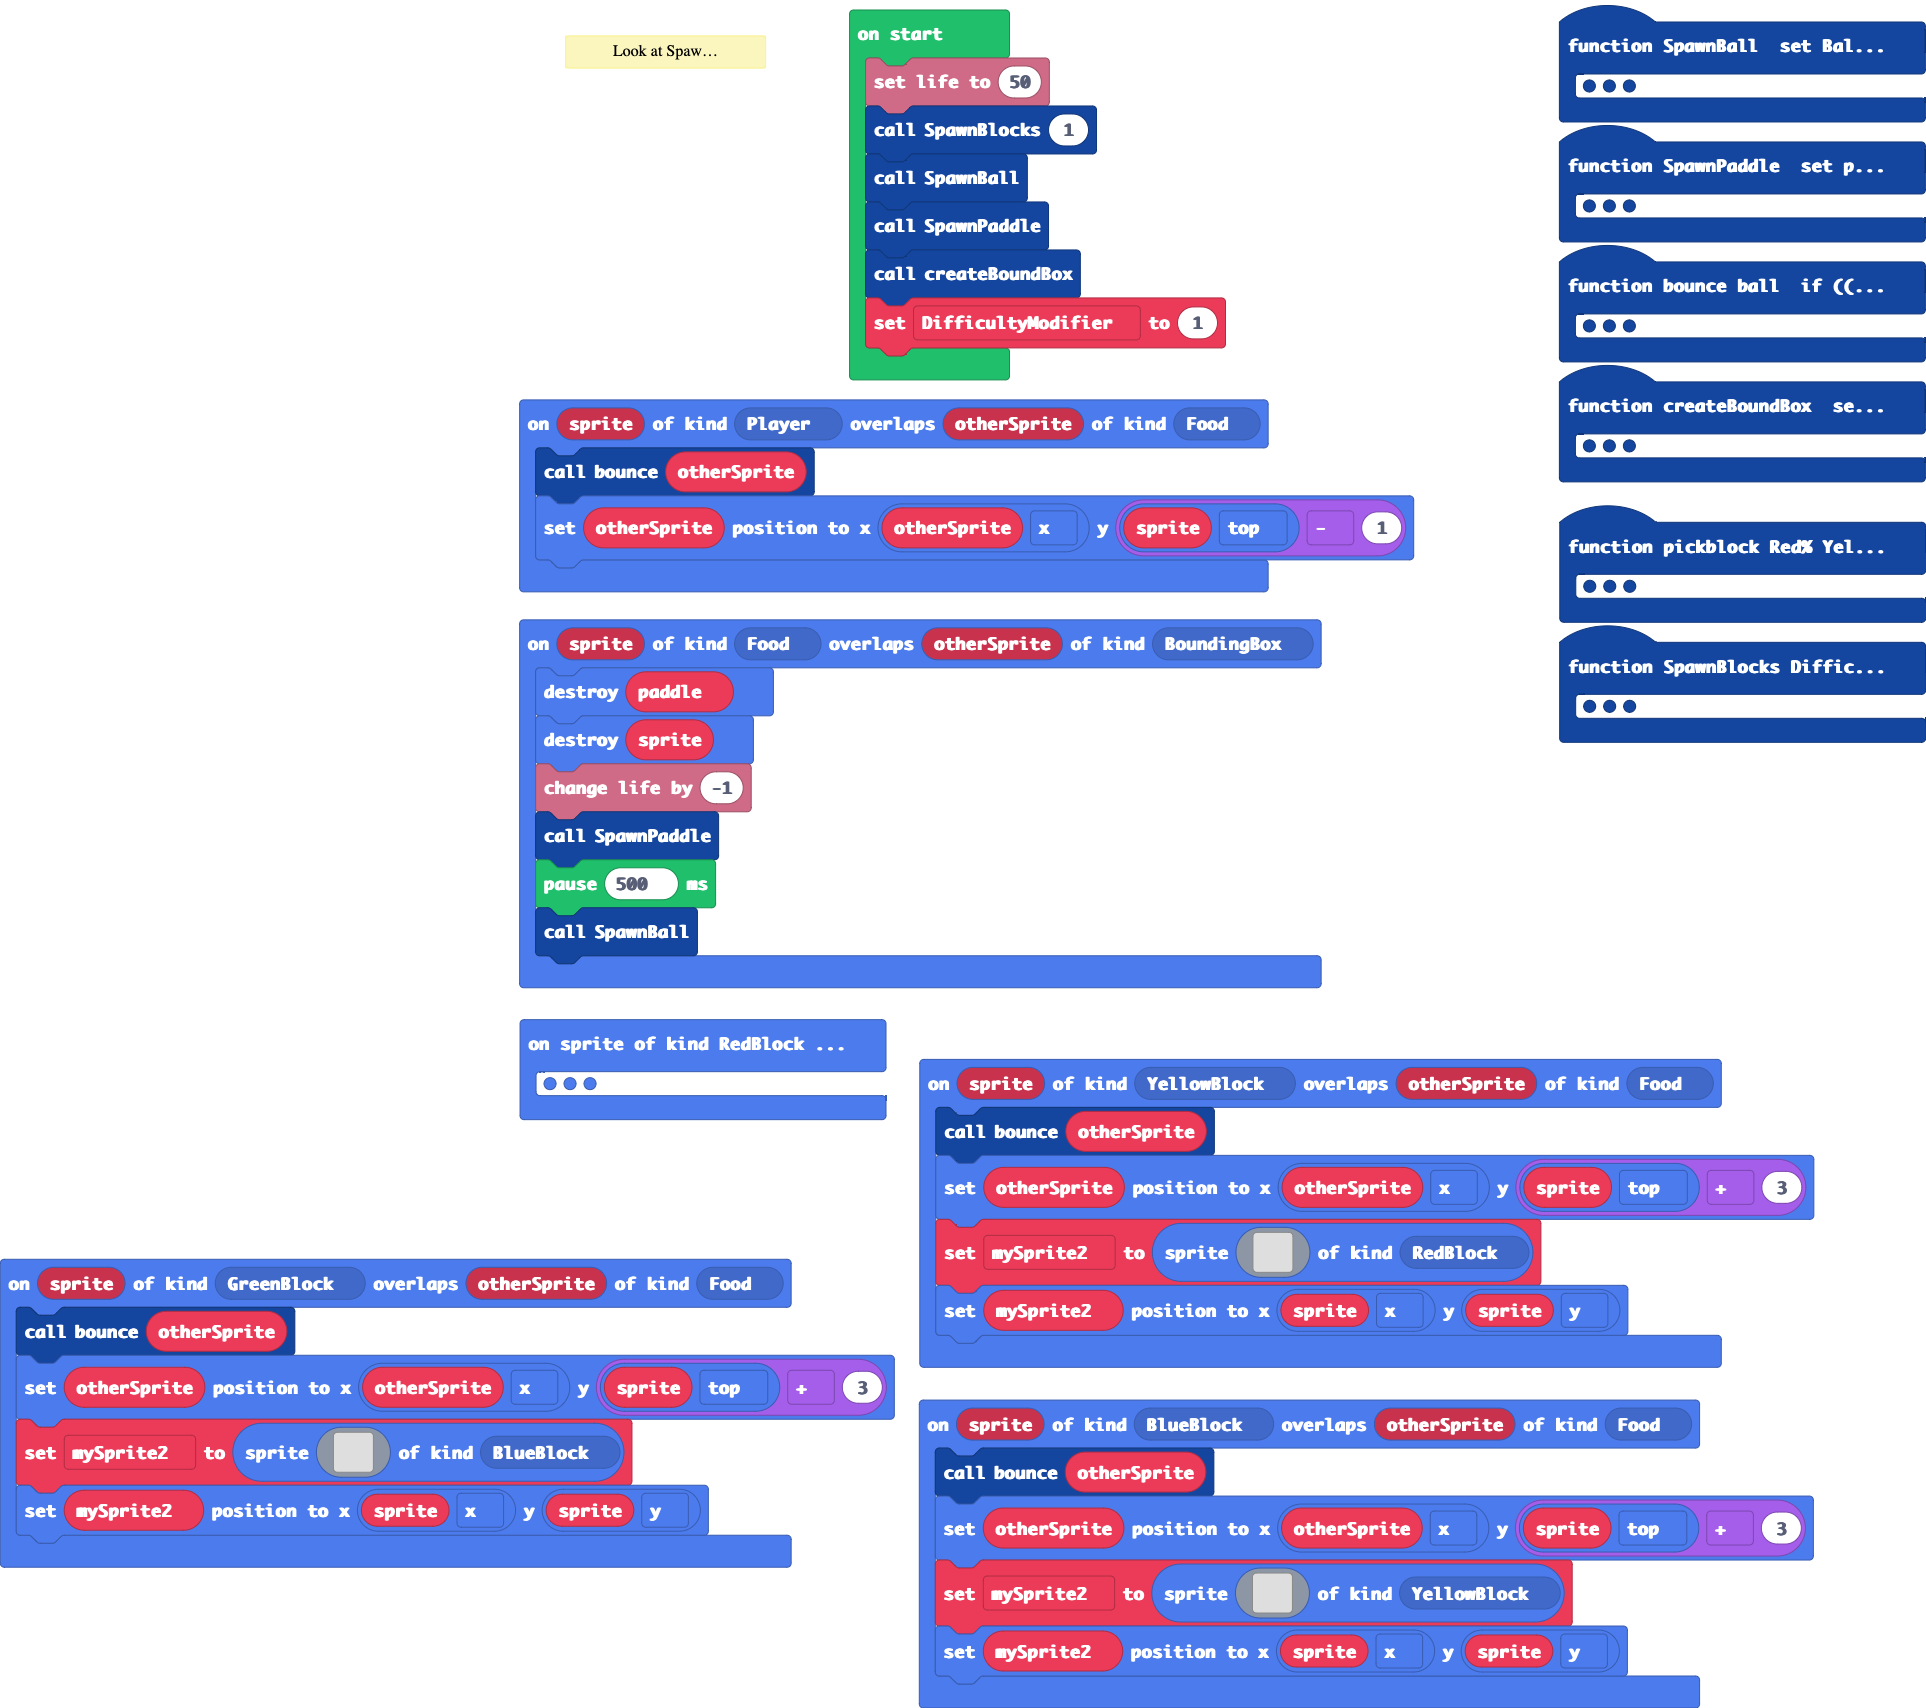 Look at Spaw…
on start
set life to 50
call SpawnBlocks 1
call SpawnBall
call SpawnPaddle
call createBoundBox
set DifficultyModifier to 1
on sprite of kind Player overlaps otherSprite of kind Food
call bounce otherSprite
set otherSprite position to x otherSprite x y sprite top - 1
on sprite of kind Food overlaps otherSprite of kind BoundingBox
destroy paddle
destroy sprite
change life by -1
call SpawnPaddle
pause 500 ms
call SpawnBall
on sprite of kind RedBlock ...
on sprite of kind YellowBlock overlaps otherSprite of kind Food
call bounce otherSprite
set otherSprite position to x otherSprite x y sprite top + 3
set mySprite2 to sprite of kind RedBlock
set mySprite2 position to x sprite x y sprite y
on sprite of kind GreenBlock overlaps otherSprite of kind Food
call bounce otherSprite
set otherSprite position to x otherSprite x y sprite top + 3
set mySprite2 to sprite of kind BlueBlock
set mySprite2 position to x sprite x y sprite y
on sprite of kind BlueBlock overlaps otherSprite of kind Food
call bounce otherSprite
set otherSprite position to x otherSprite x y sprite top + 3
set mySprite2 to sprite of kind YellowBlock
set mySprite2 position to x sprite x y sprite y
function SpawnBall set Bal...
function SpawnPaddle set p...
function bounce ball if ((...
function createBoundBox se...
function pickblock Red% Yel...
function SpawnBlocks Diffic...